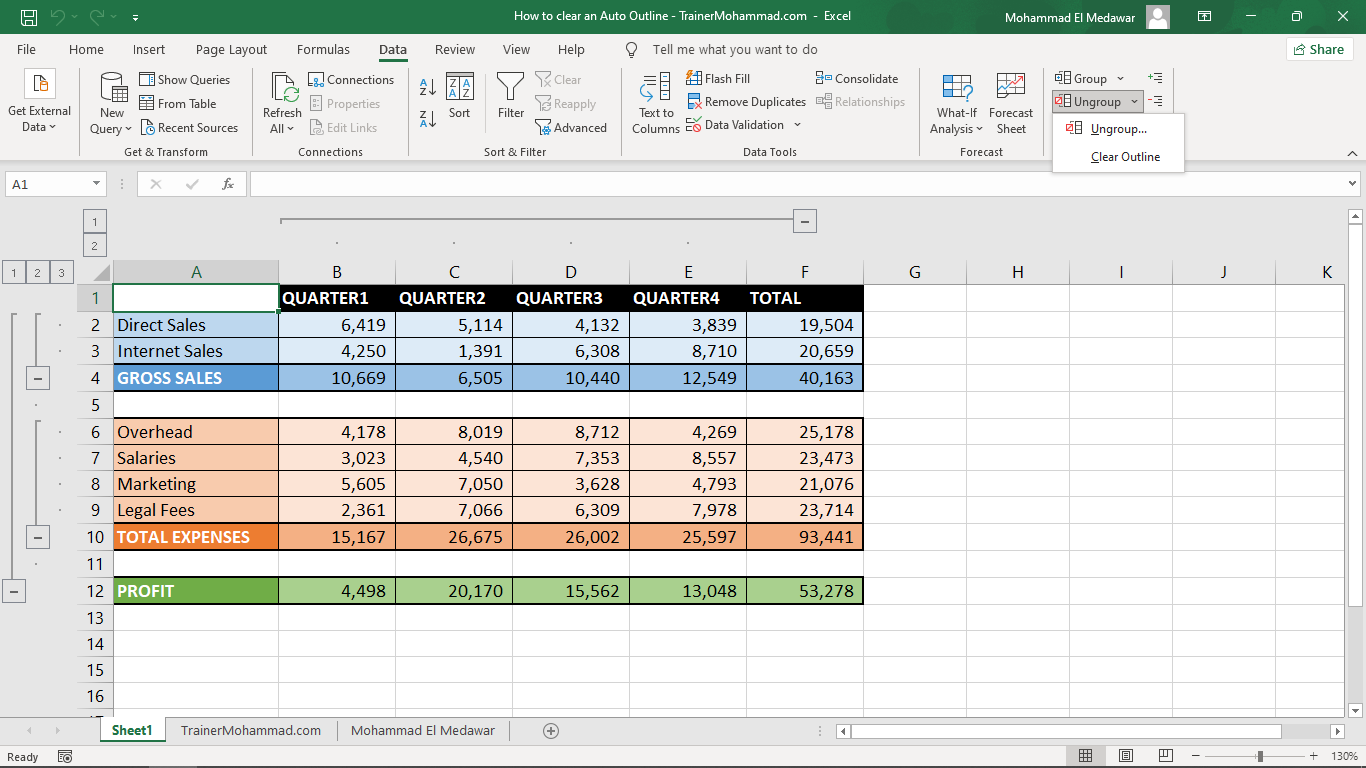 How to clear an Auto Outline - TrainerMohammad.com - Excel
Mohammad El Medawar
File Home Insert Page Layout Formulas Data Review View Help Tell me what you want to do Share
Get External
Data
New
Query
Show Queries
From Table
Recent Sources
Get & Transform
Refresh
All
Connections
Properties
Edit Links
Connections
Sort
Filter
Clear
Reapply
Advanced
Sort & Filter
Text to
Columns
Flash Fill
Remove Duplicates
Data Validation
Consolidate
Relationships
Data Tools
What-If
Analysis
Forecast
Sheet
Forecast
Group
Ungroup
Ungroup...
Clear Outline
A1
fx
1
2
1 2 3
A B C D E F G H I J K
1 QUARTER1 QUARTER2 QUARTER3 QUARTER4 TOTAL
2 Direct Sales 6,419 5,114 4,132 3,839 19,504
3 Internet Sales 4,250 1,391 6,308 8,710 20,659
4 GROSS SALES 10,669 6,505 10,440 12,549 40,163
5
6 Overhead 4,178 8,019 8,712 4,269 25,178
7 Salaries 3,023 4,540 7,353 8,557 23,473
8 Marketing 5,605 7,050 3,628 4,793 21,076
9 Legal Fees 2,361 7,066 6,309 7,978 23,714
10 TOTAL EXPENSES 15,167 26,675 26,002 25,597 93,441
11
12 PROFIT 4,498 20,170 15,562 13,048 53,278
13
14
15
16
Sheet1 TrainerMohammad.com Mohammad El Medawar
Ready
130%